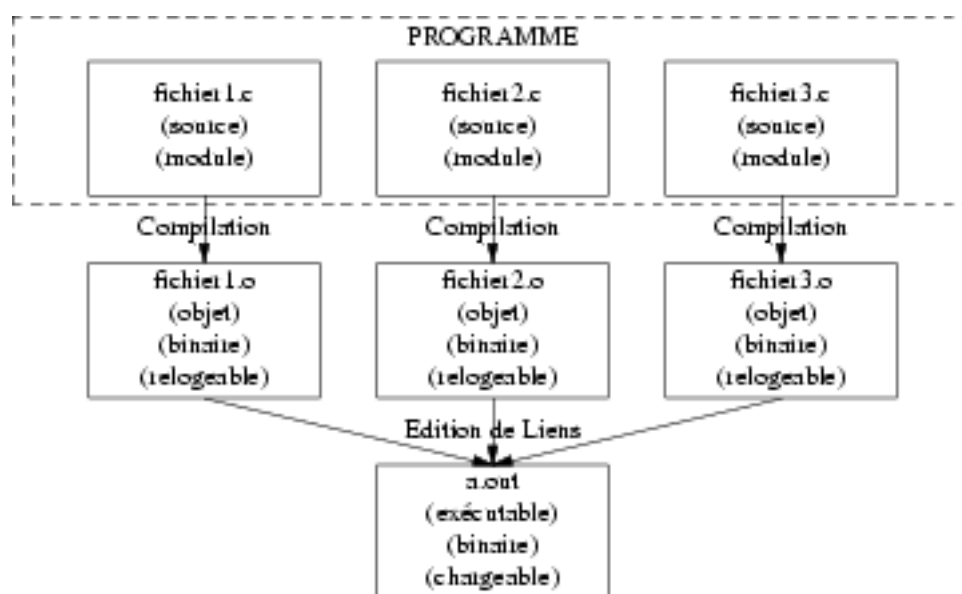 PROGRAMME
fichier1.c
(source)
(module)
fichier2.c
(source)
(module)
fichier3.c
(source)
(module)
Compilation
Compilation
Compilation
fichier1.o
(objet)
(binaire)
(relogeable)
fichier2.o
(objet)
(binaire)
(relogeable)
fichier3.o
(objet)
(binaire)
(relogeable)
Edition de Liens
a.out
(exécutable)
(binaire)
(chargeable)